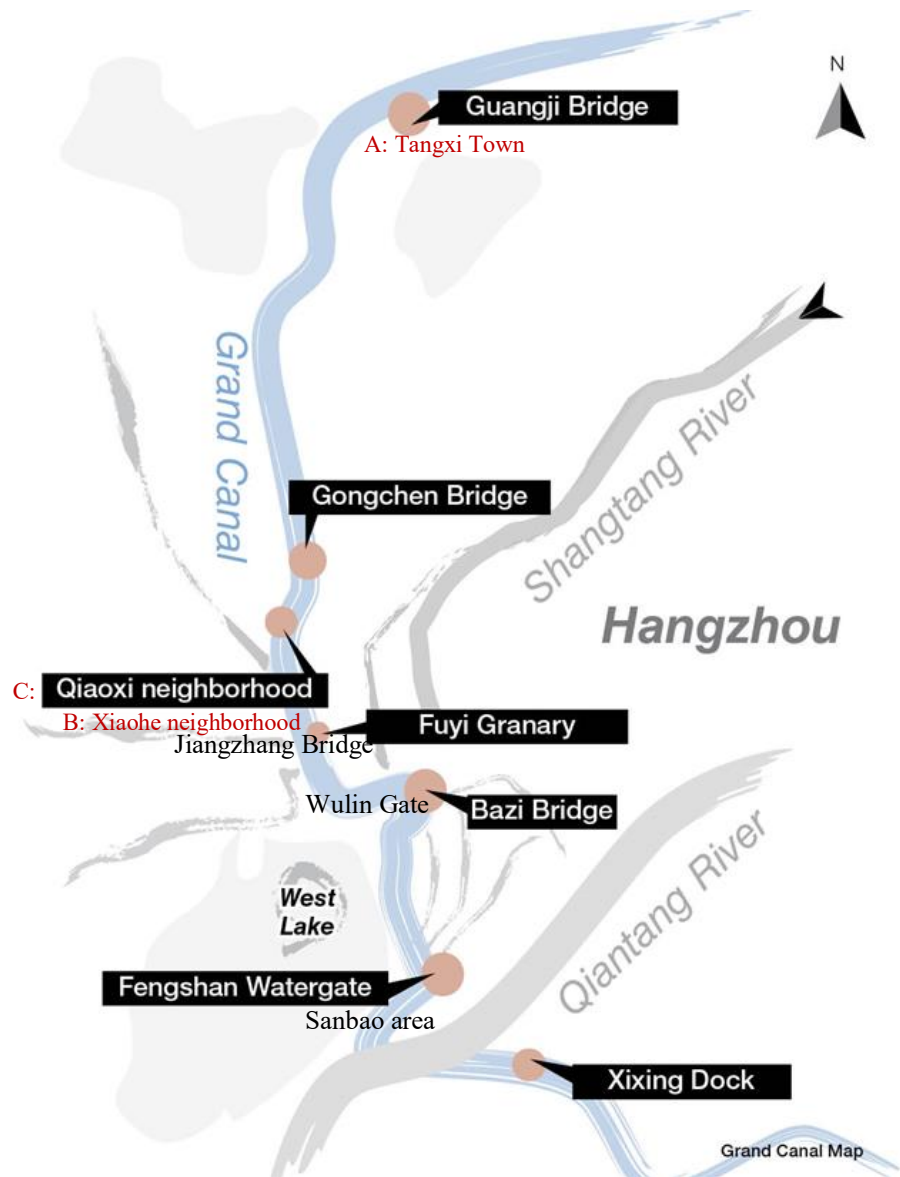 N
Guangji Bridge
A: Tangxi Town
Grand Canal
Shangtang River
Gongchen Bridge
Hangzhou
C: Qiaoxi neighborhood
B: Xiaohe neighborhood
Fuyi Granary
Jiangzhang Bridge
Wulin Gate
Bazi Bridge
West
Lake
Qiantang River
Fengshan Watergate
Sanbao area
Xixing Dock
Grand Canal Map